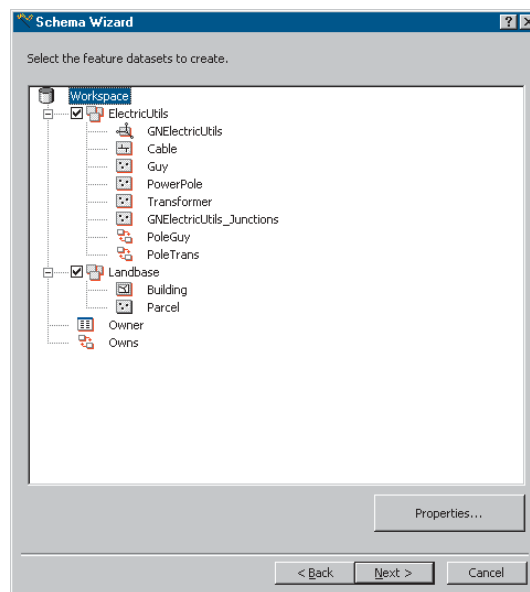 Schema Wizard
Select the feature datasets to create.
Workspace
ElectricUtils
GNElectricUtils
Cable
Guy
PowerPole
Transformer
GNElectricUtils_Junctions
PoleGuy
PoleTrans
Landbase
Building
Parcel
Owner
Owns
Properties...
< Back Next > Cancel